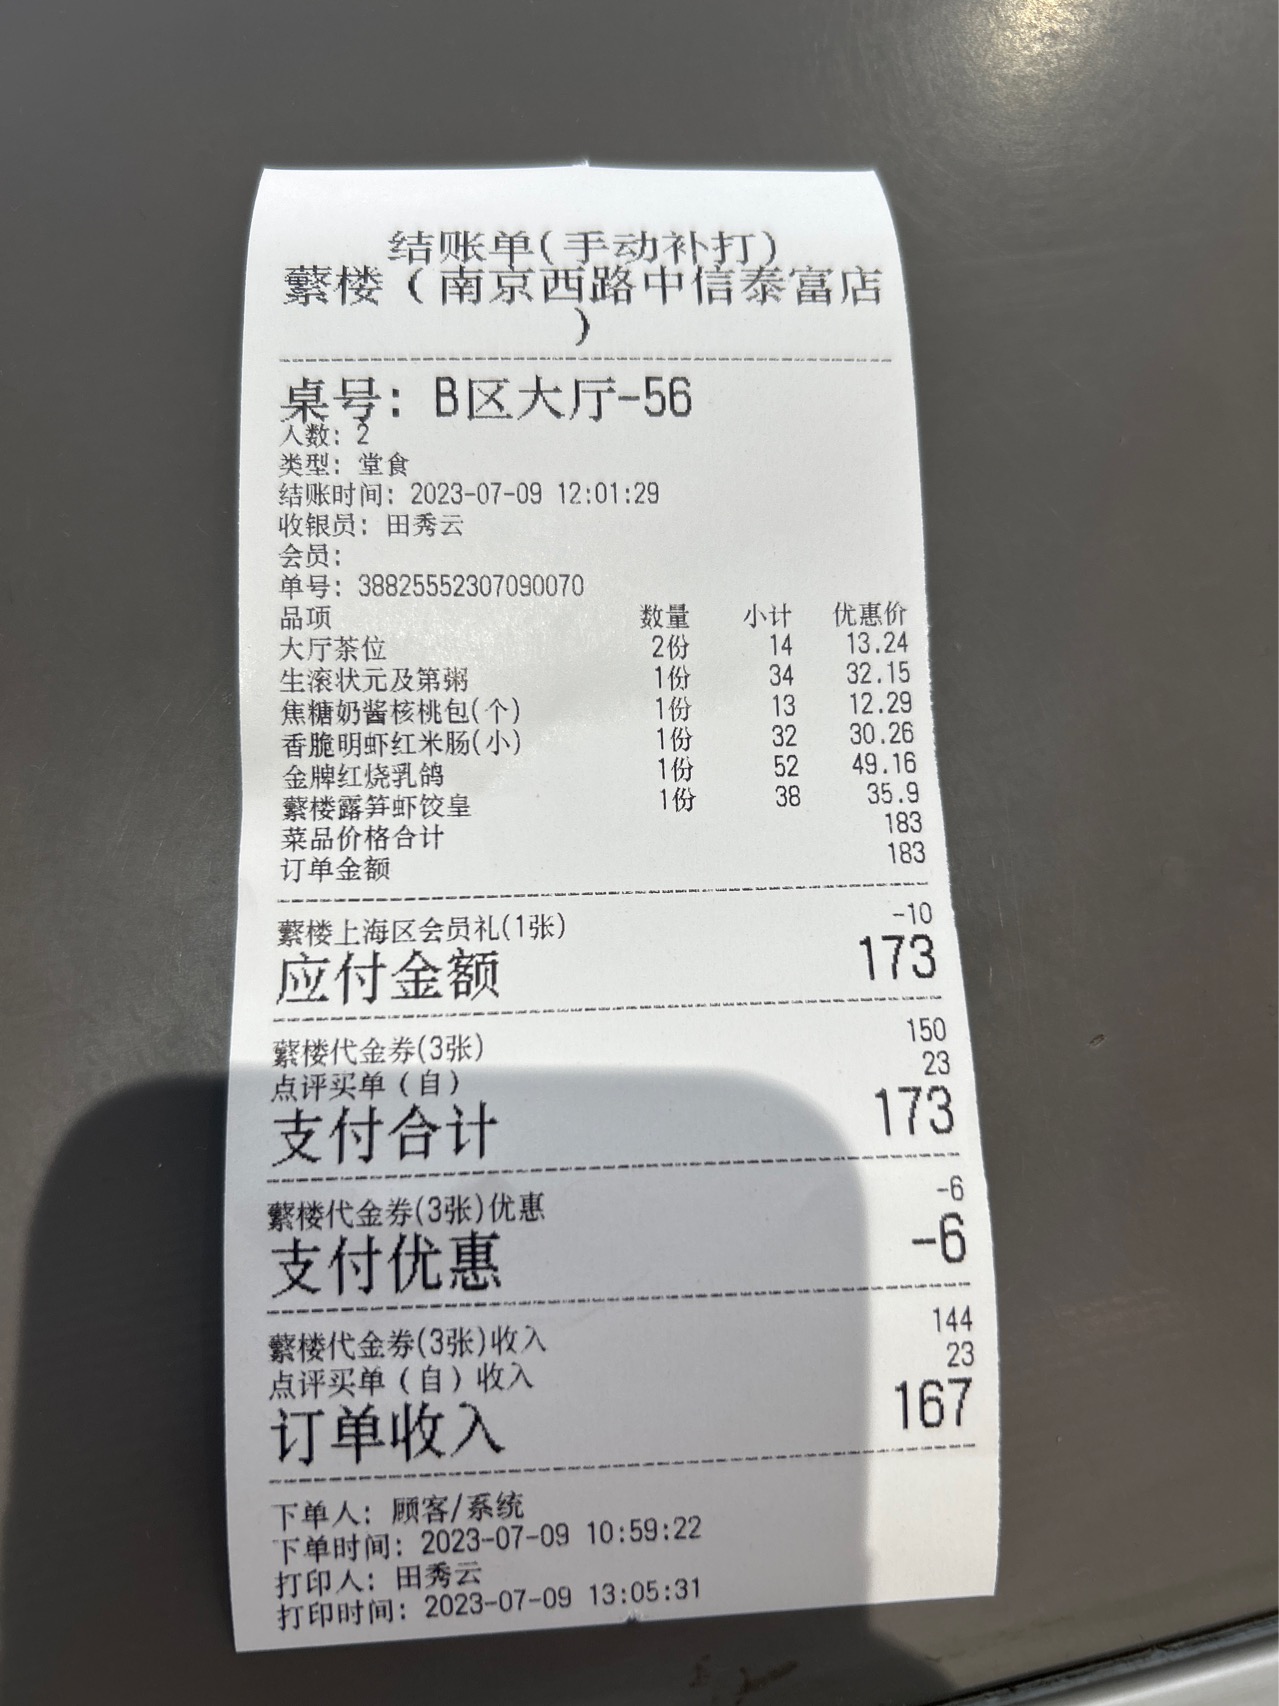 结账单(手动补打)
蘩楼（南京西路中信泰富店
）
桌号: B区大厅-56
人数: 2
类型: 堂食
结账时间: 2023-07-09 12:01:29
收银员: 田秀云
会员:
单号: 38825552307090070
品项 数量 小计 优惠价
大厅茶位 2份 14 13.24
生滚状元及第粥 1份 34 32.15
焦糖奶酱核桃包(个) 1份 13 12.29
香脆明虾红米肠(小) 1份 32 30.26
金牌红烧乳鸽 1份 52 49.16
蘩楼露笋虾饺皇 1份 38 35.9
菜品价格合计 183
订单金额 183
蘩楼上海区会员礼(1张) -10
应付金额 173
蘩楼代金券(3张) 150
点评买单（自） 23
支付合计 173
蘩楼代金券(3张)优惠 -6
支付优惠 -6
蘩楼代金券(3张)收入 144
点评买单（自）收入 23
订单收入 167
下单人: 顾客/系统
下单时间: 2023-07-09 10:59:22
打印人: 田秀云
打印时间: 2023-07-09 13:05:31